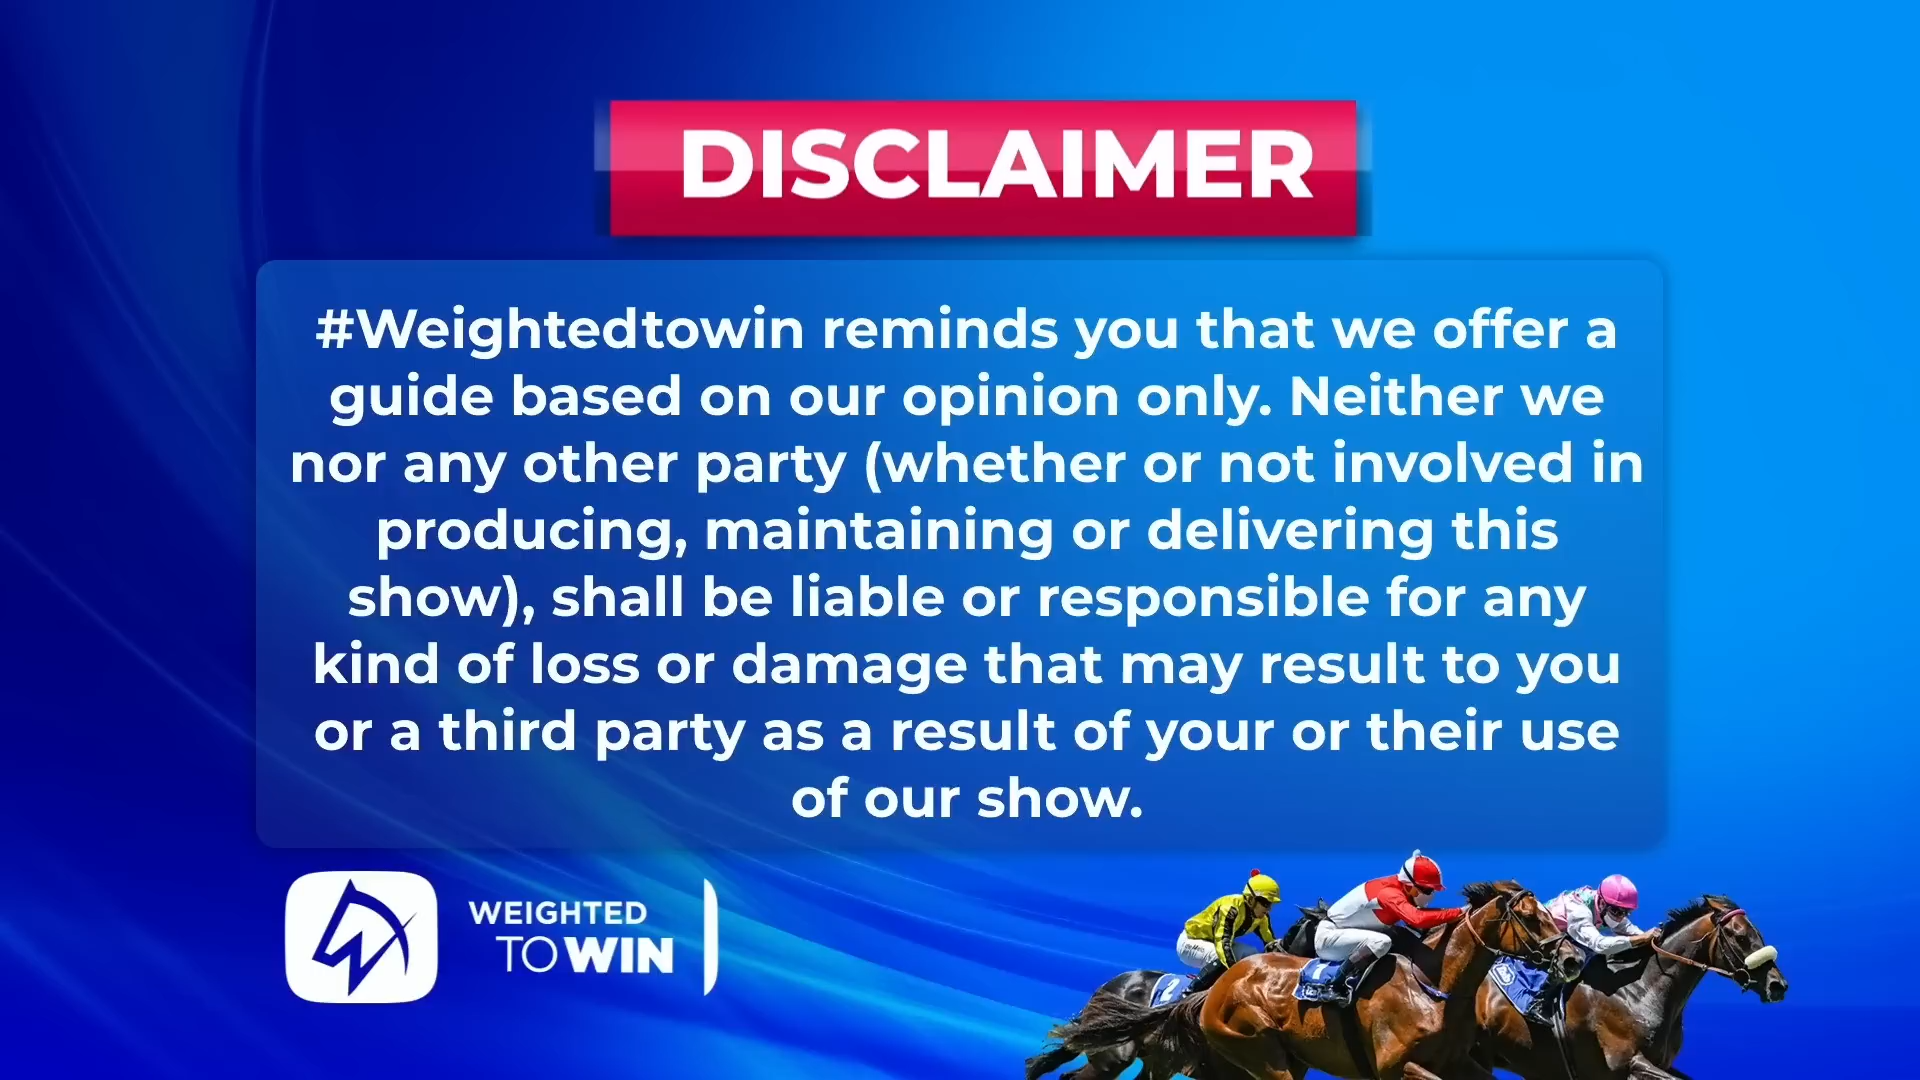 DISCLAIMER
#Weightedtowin reminds you that we offer a
guide based on our opinion only. Neither we
nor any other party (whether or not involved in
producing, maintaining or delivering this
show), shall be liable or responsible for any
kind of loss or damage that may result to you
or a third party as a result of your or their use
of our show.
WEIGHTED
TO WIN
2